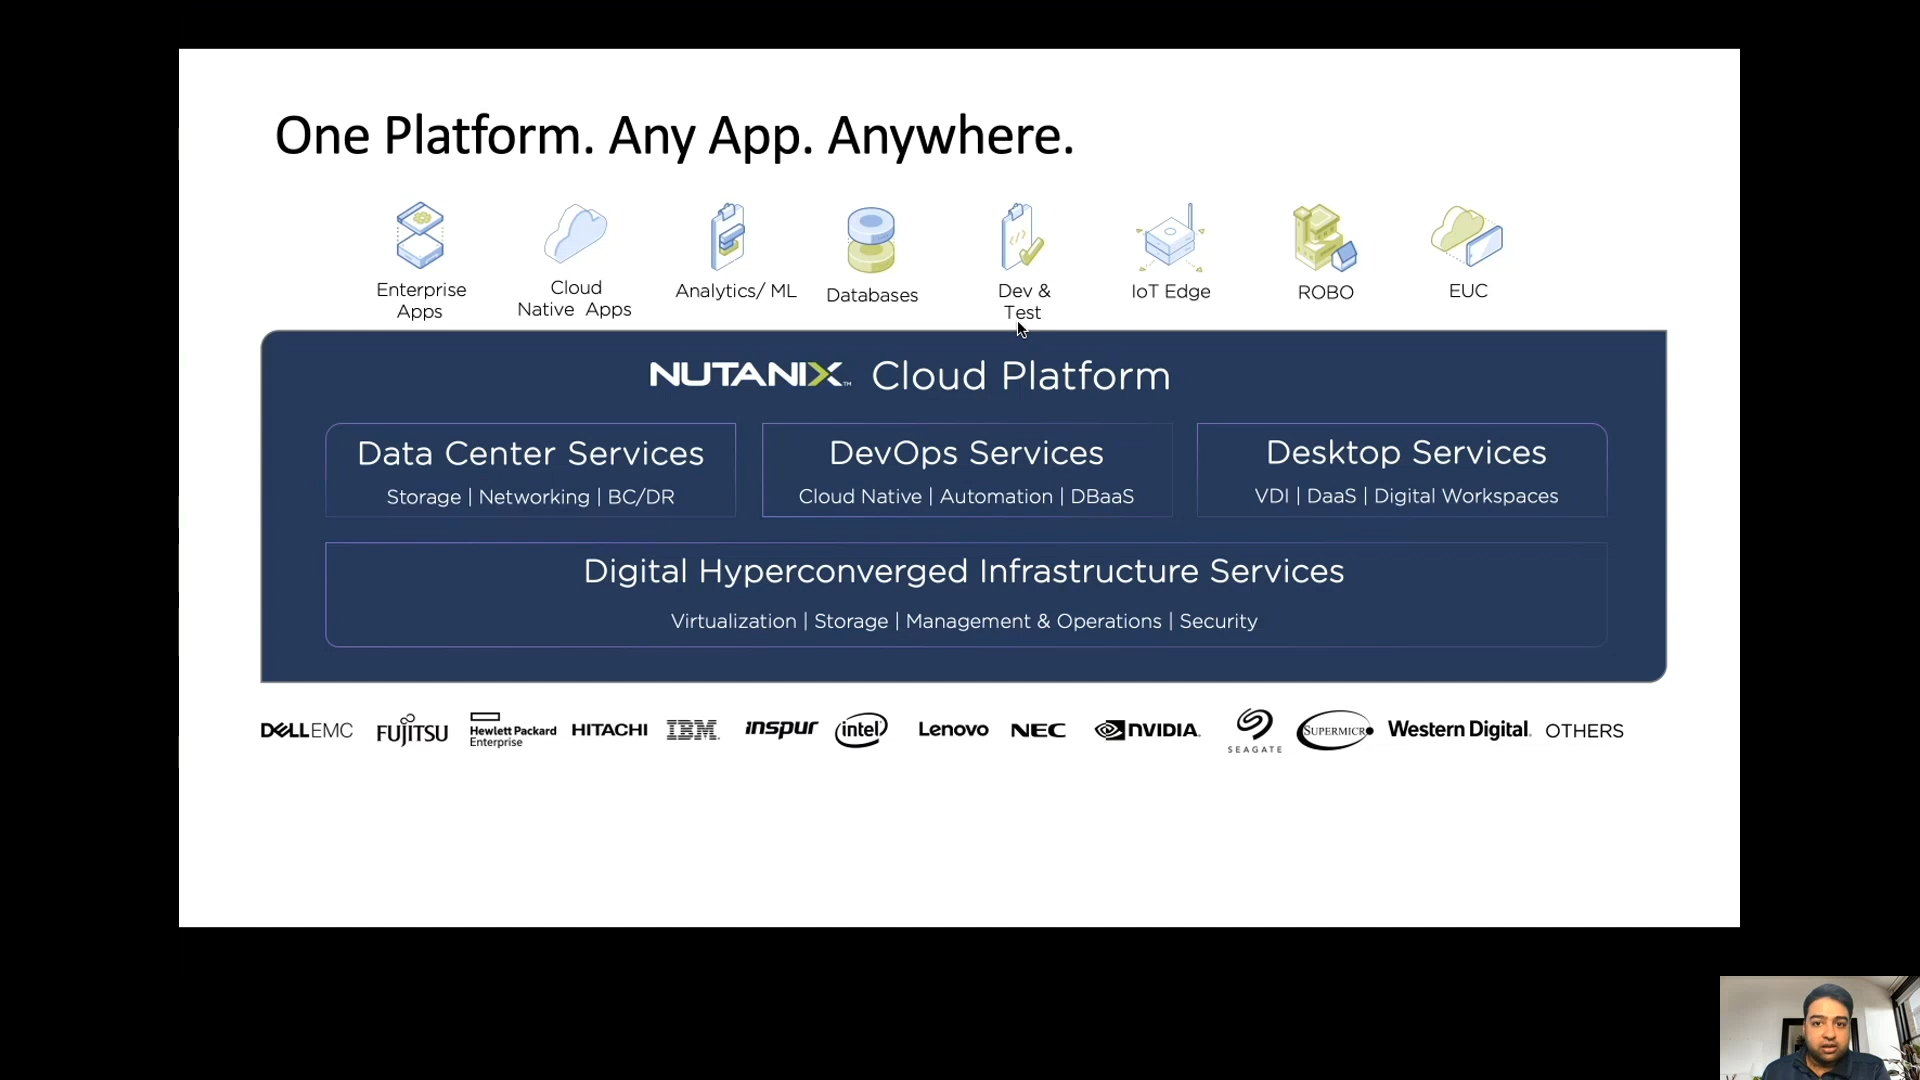 One Platform. Any App. Anywhere.
Enterprise
Apps
Cloud
Native Apps
Analytics/ ML
Databases
Dev &
Test
IoT Edge
ROBO
EUC
NUTANIX™ Cloud Platform
Data Center Services
Storage | Networking | BC/DR
DevOps Services
Cloud Native | Automation | DBaaS
Desktop Services
VDI | DaaS | Digital Workspaces
Digital Hyperconverged Infrastructure Services
Virtualization | Storage | Management & Operations | Security
DELLEMC
FUJITSU
Hewlett Packard
Enterprise
HITACHI
IBM
inspur
intel
Lenovo
NEC
NVIDIA
SEAGATE
SUPERMICRO
Western Digital
OTHERS